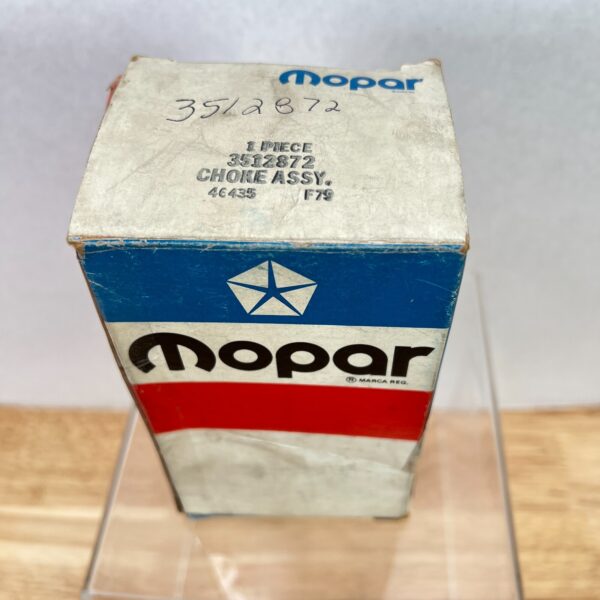 mopar
3512872
1 PIECE
3512872
CHOKE ASSY.
46435 F79
mopar
® MARCA REG.